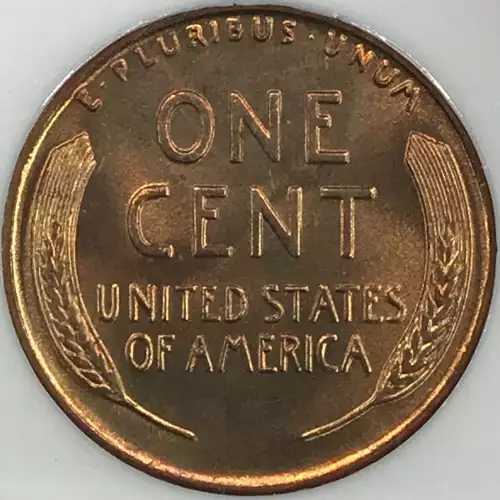 E·PLURIBUS·UNUM
ONE
CENT
UNITED STATES
OF AMERICA